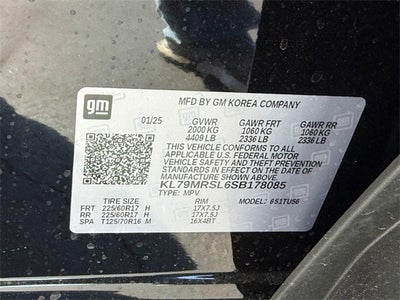 gm
MFD BY GM KOREA COMPANY
01/25 GVWR GAWR FRT GAWR RR
2000 KG 1060 KG 1060 KG
4409 LB 2336 LB 2336 LB
THIS VEHICLE CONFORMS TO ALL
APPLICABLE U.S. FEDERAL MOTOR
VEHICLE SAFETY AND THEFT PREVENTION
STANDARDS IN EFFECT ON THE DATE OF
MANUFACTURE SHOWN ABOVE.
KL79MRSL6SB178085
TYPE: MPV MODEL: 6S1TU56
TIRE SIZE RIM
FRT 225/60R17 H 17X7.5J
RR 225/60R17 H 17X7.5J
SPA T125/70R16 M 16X4BT